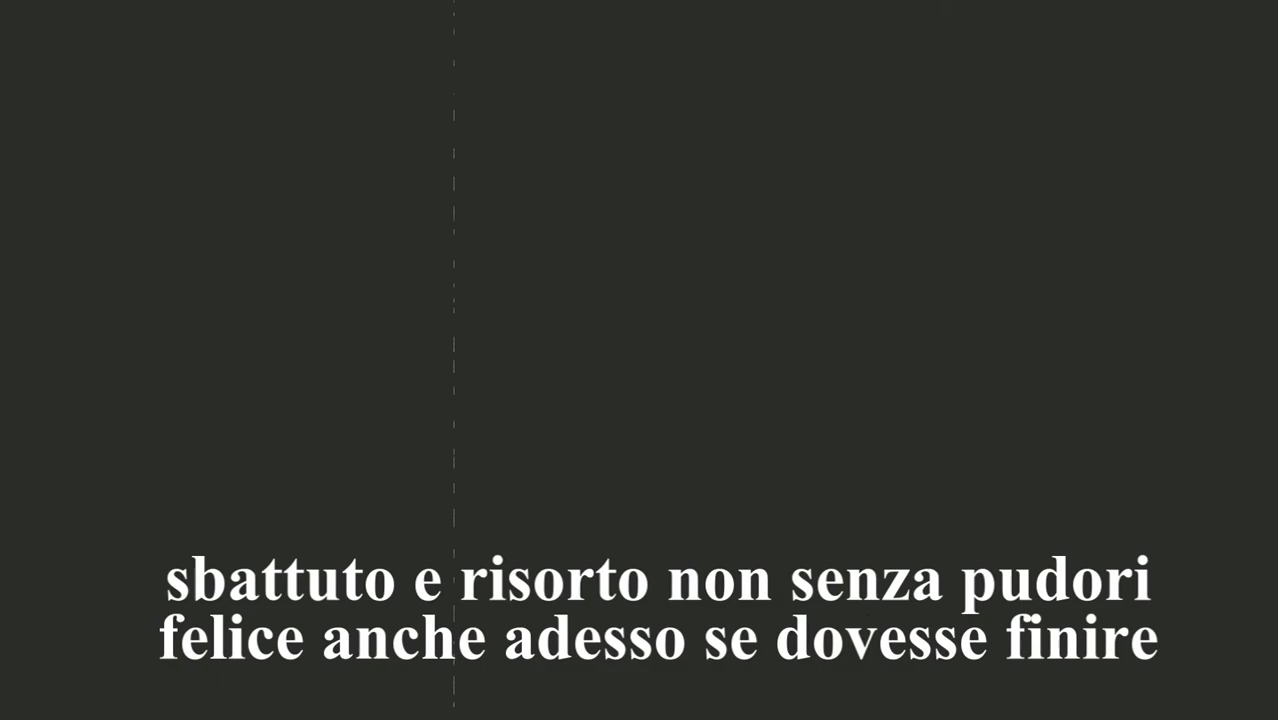 sbattuto e risorto non senza pudori
felice anche adesso se dovesse finire